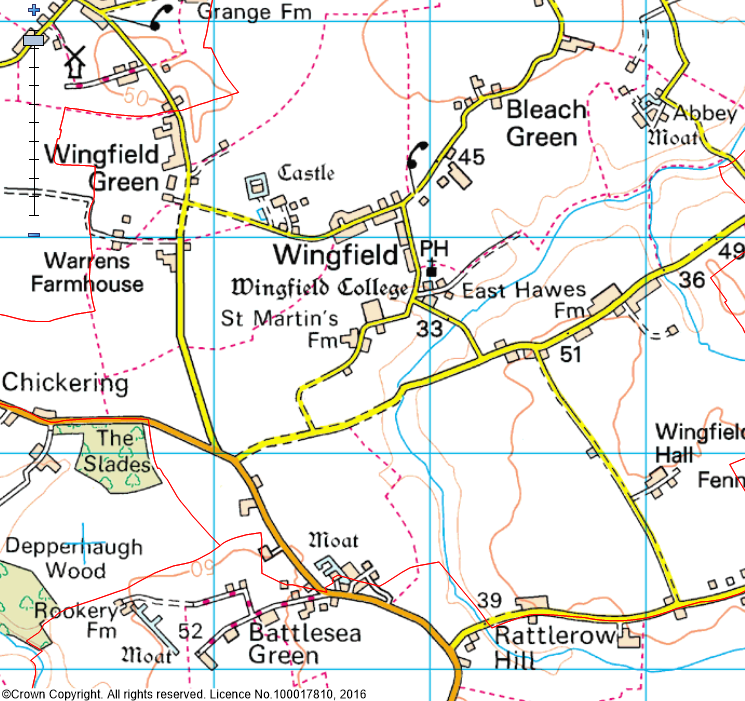 Grange Fm
50
Bleach
Green
Abbey
Moat
45
Wingfield
Green
Castle
Wingfield
PH
Warrens
Farmhouse
Wingfield College
East Hawes
Fm
36
49
St Martin's
Fm
33
51
Chickering
The
Slades
Wingfield
Hall
Fenn
Moat
Depperhaugh
Wood
50
Rookery
Fm
52
Moat
Battlesea
Green
39
Rattlerow
Hill
©Crown Copyright. All rights reserved. Licence No.100017810, 2016